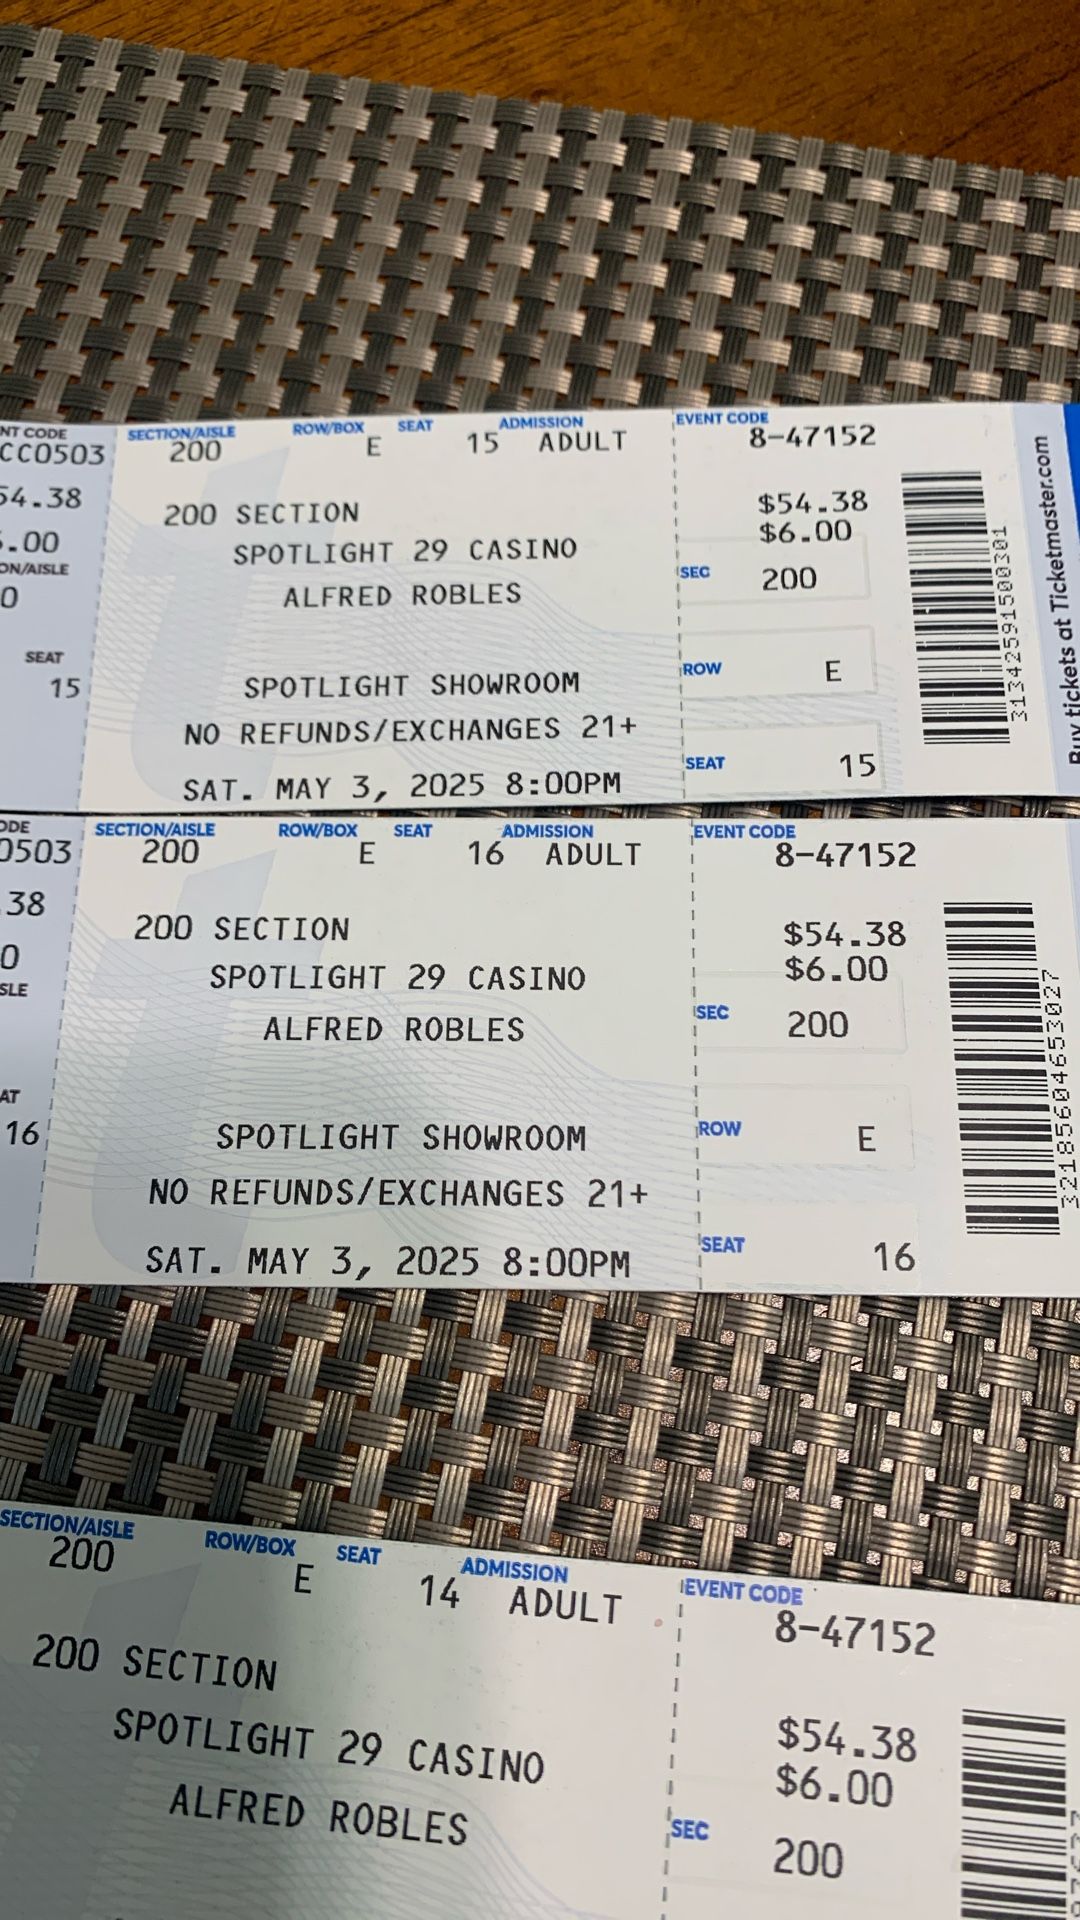 NT CODE
CC0503
54.38
.00
ON/AISLE
0
SEAT
15
SECTION/AISLE ROW/BOX SEAT ADMISSION
200 E 15 ADULT
200 SECTION
SPOTLIGHT 29 CASINO
ALFRED ROBLES
SPOTLIGHT SHOWROOM
NO REFUNDS/EXCHANGES 21+
SAT. MAY 3, 2025 8:00PM
EVENT CODE
8-47152
$54.38
$6.00
SEC 200
ROW E
SEAT 15
31342591500301
Buy tickets at Ticketmaster.com
ODE
0503
.38
0
SLE
AT
16
SECTION/AISLE ROW/BOX SEAT ADMISSION
200 E 16 ADULT
200 SECTION
SPOTLIGHT 29 CASINO
ALFRED ROBLES
SPOTLIGHT SHOWROOM
NO REFUNDS/EXCHANGES 21+
SAT. MAY 3, 2025 8:00PM
EVENT CODE
8-47152
$54.38
$6.00
SEC 200
ROW E
SEAT 16
32185604653027
SECTION/AISLE ROW/BOX SEAT ADMISSION
200 E 14 ADULT
200 SECTION
SPOTLIGHT 29 CASINO
ALFRED ROBLES
EVENT CODE
8-47152
$54.38
$6.00
SEC 200